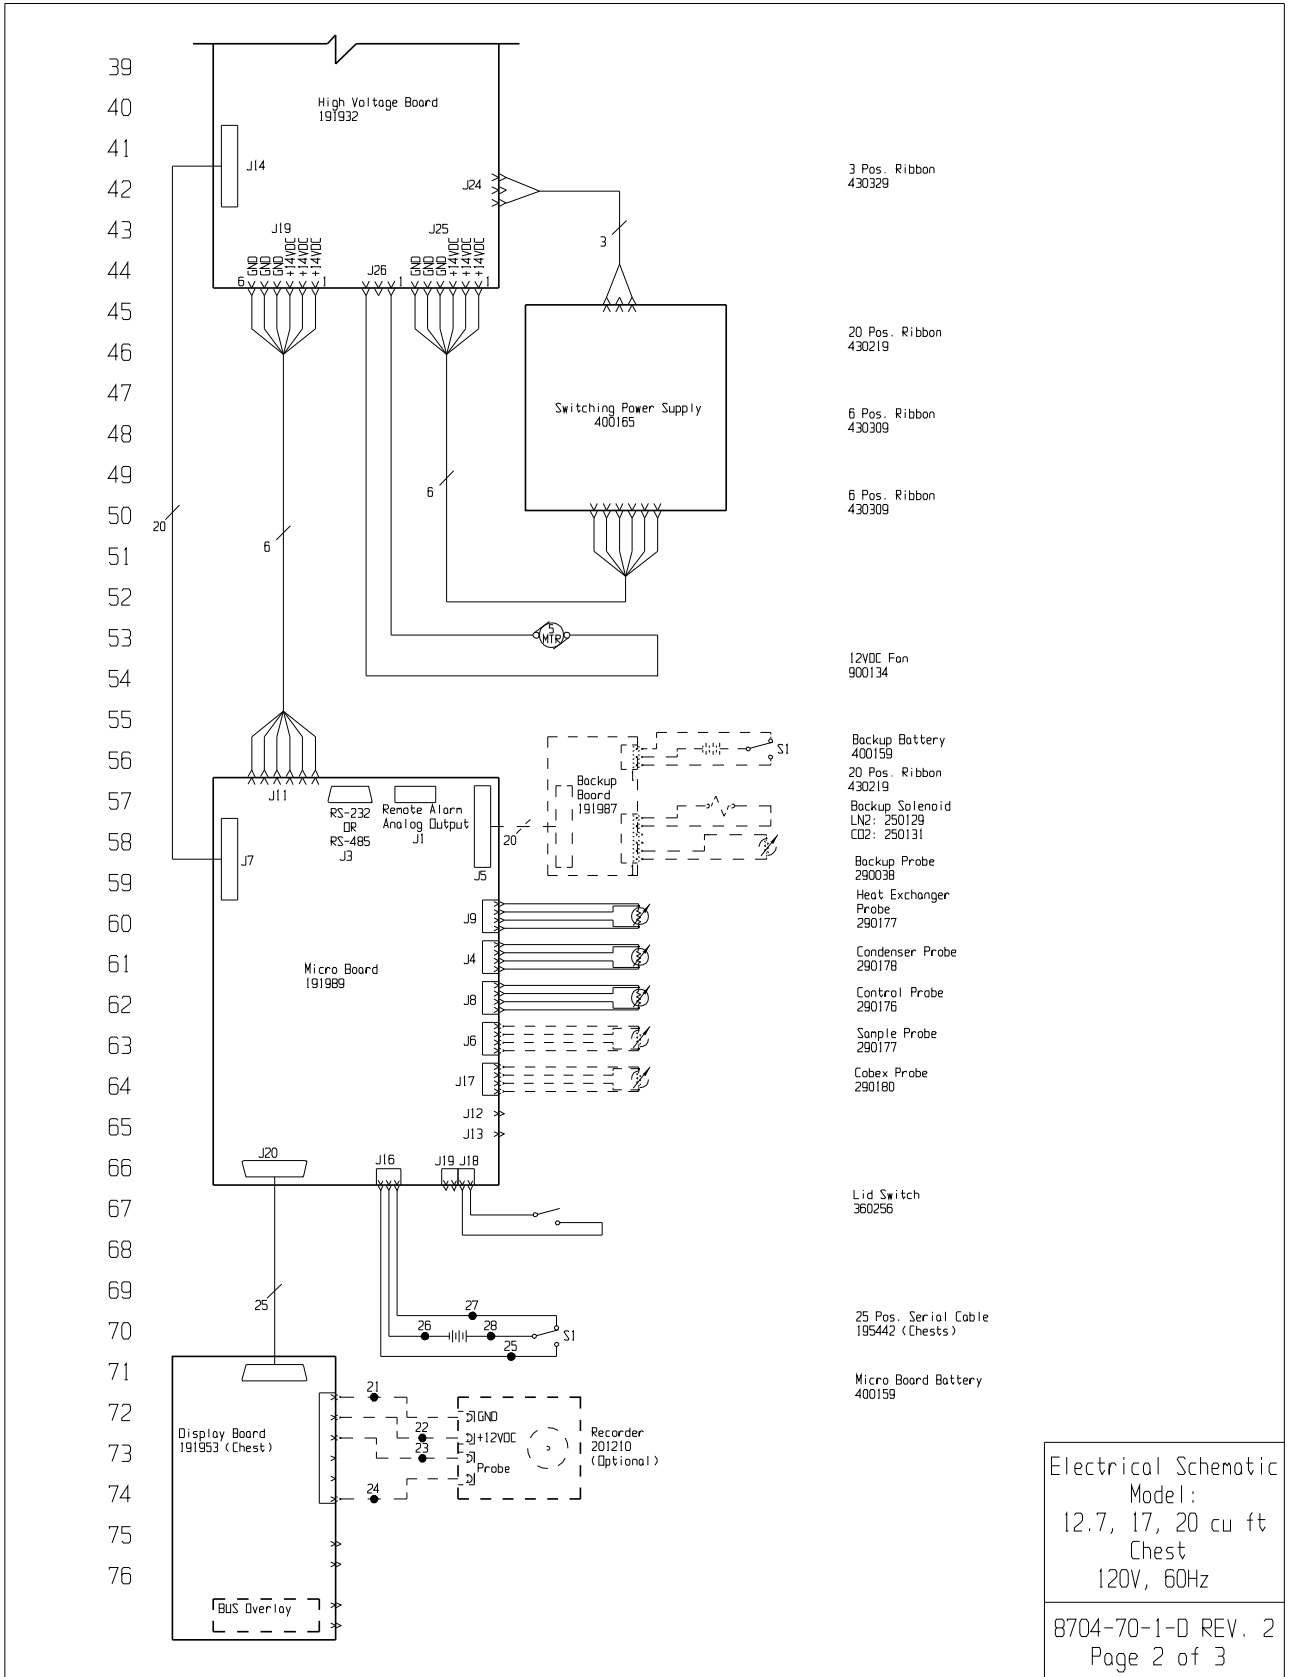 39
40
41
42
43
44
45
46
47
48
49
50
51
52
53
54
55
56
57
58
59
60
61
62
63
64
65
66
67
68
69
70
71
72
73
74
75
76
High Voltage Board
191932
J14
J24
J19
GND
GND
GND
+14VDC
+14VDC
+14VDC
6
1
J26
1
J25
GND
GND
GND
+14VDC
+14VDC
+14VDC
1
3
Switching Power Supply
400165
6
6
20
5
MTR
J11
RS-232
OR
RS-485
J3
Remote Alarm
Analog Output
J1
J5
J7
20
Backup
Board
191987
1
1
S1
J9
J4
J8
J6
J17
J12
J13
Micro Board
191989
J20
J16
J19
J18
25
27
26
28
25
S1
Display Board
191953 (Chest)
21
22
23
24
GND
+12VDC
Probe
Recorder
201210
(Optional)
BUS Overlay
3 Pos. Ribbon
430329
20 Pos. Ribbon
430219
6 Pos. Ribbon
430309
6 Pos. Ribbon
430309
12VDC Fan
900134
Backup Battery
400159
20 Pos. Ribbon
430219
Backup Solenoid
LN2: 250129
CO2: 250131
Backup Probe
290038
Heat Exchanger
Probe
290177
Condenser Probe
290178
Control Probe
290176
Sample Probe
290177
Cobex Probe
290180
Lid Switch
360256
25 Pos. Serial Cable
195442 (Chests)
Micro Board Battery
400159
Electrical Schematic
Model:
12.7, 17, 20 cu ft
Chest
120V, 60Hz
8704-70-1-D REV. 2
Page 2 of 3